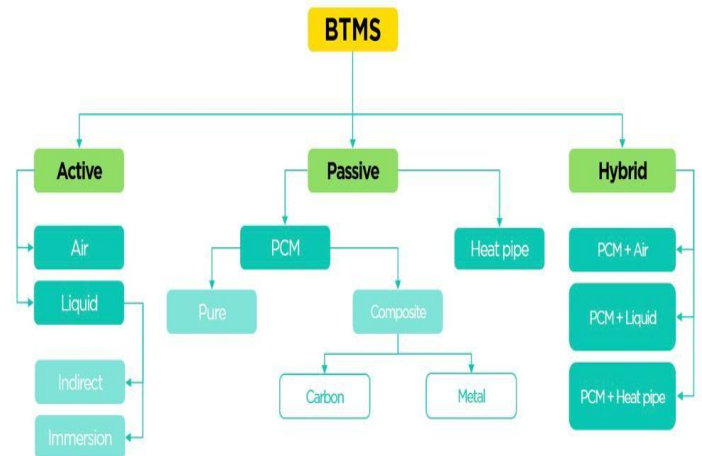 BTMS
Active
Passive
Hybrid
Air
PCM
Heat pipe
PCM + Air
Liquid
Pure
Composite
PCM + Liquid
Indirect
Carbon
Metal
PCM + Heat pipe
Immersion